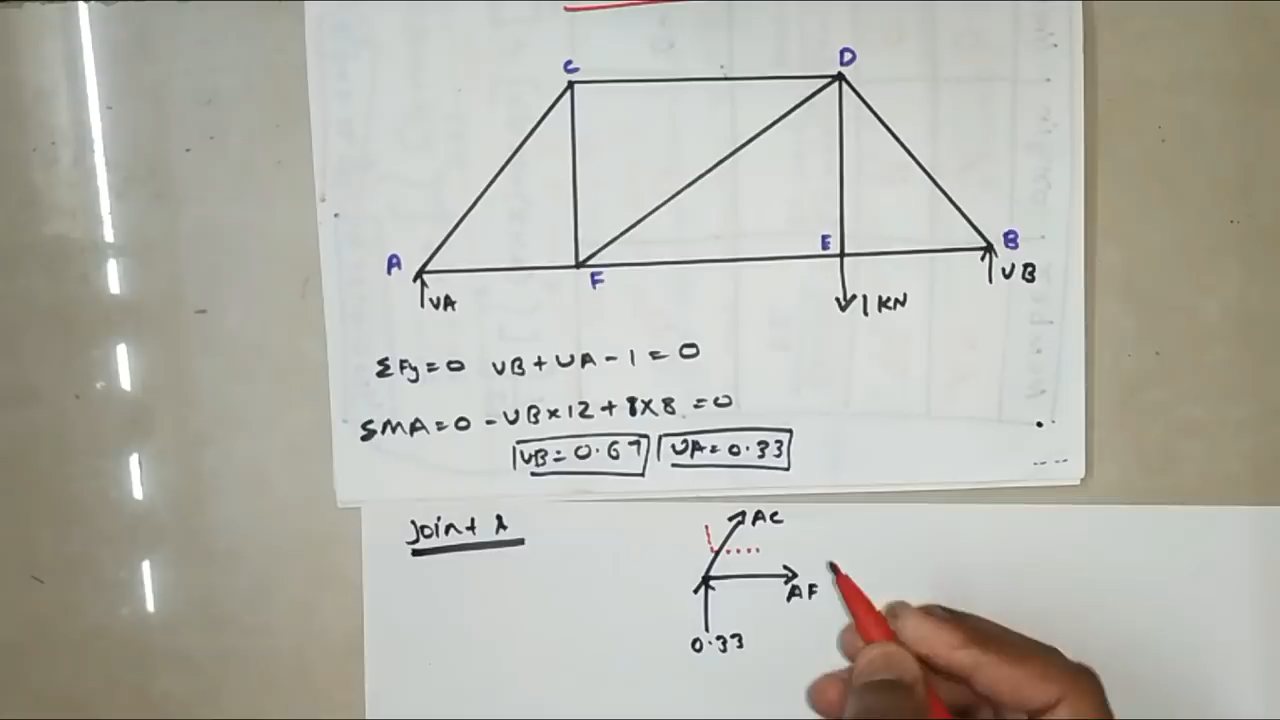 C
D
A
F
E
B
VA
1 KN
VB
ΣFy=0 VB+VA-1=0
ΣMA=0 -VB×12+8×8=0
VB=0.67 VA=0.33
Joint A
AC
AF
0.33